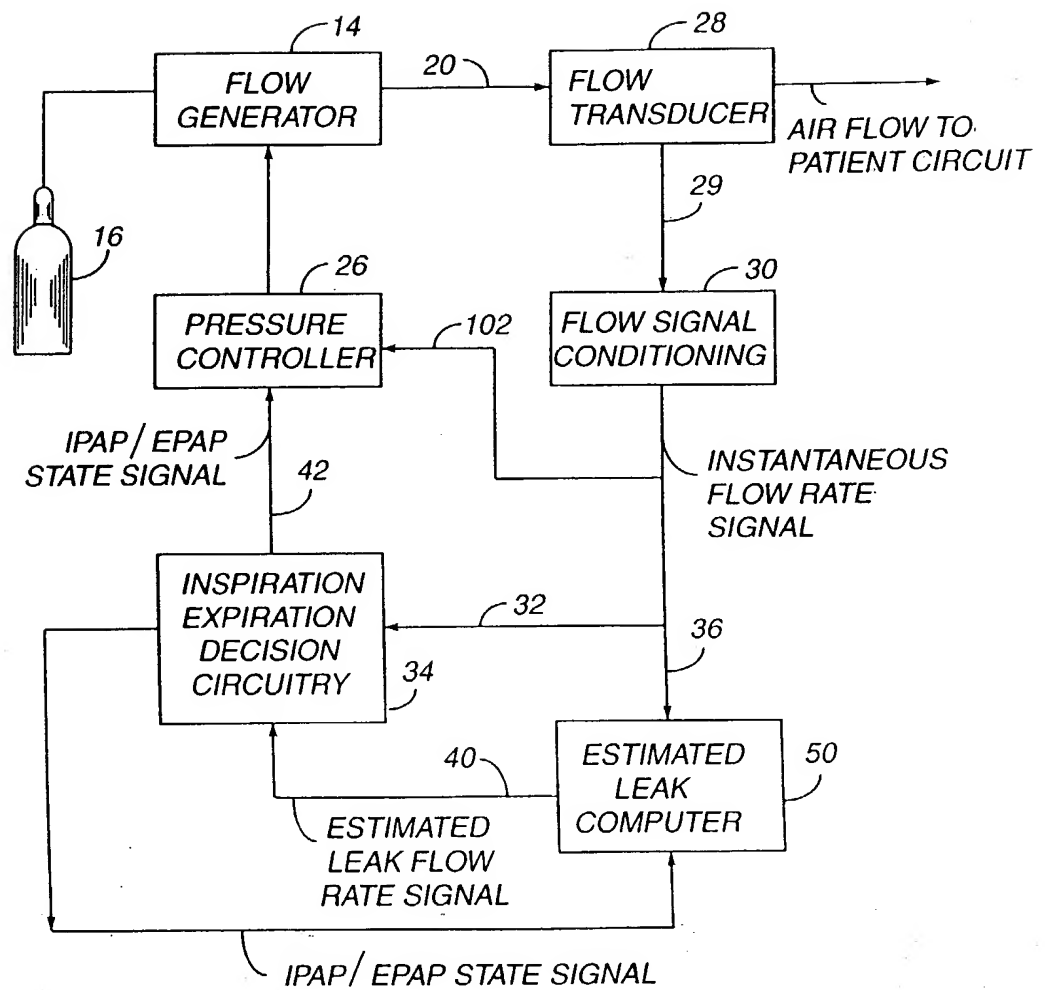 14
FLOW
GENERATOR
20
28
FLOW
TRANSDUCER
AIR FLOW TO
PATIENT CIRCUIT
16
29
26
PRESSURE
CONTROLLER
102
30
FLOW SIGNAL
CONDITIONING
IPAP/EPAP
STATE SIGNAL
42
INSTANTANEOUS
FLOW RATE
SIGNAL
INSPIRATION
EXPIRATION
DECISION
CIRCUITRY
34
32
36
40
ESTIMATED
LEAK
COMPUTER
50
ESTIMATED
LEAK FLOW
RATE SIGNAL
IPAP/EPAP STATE SIGNAL